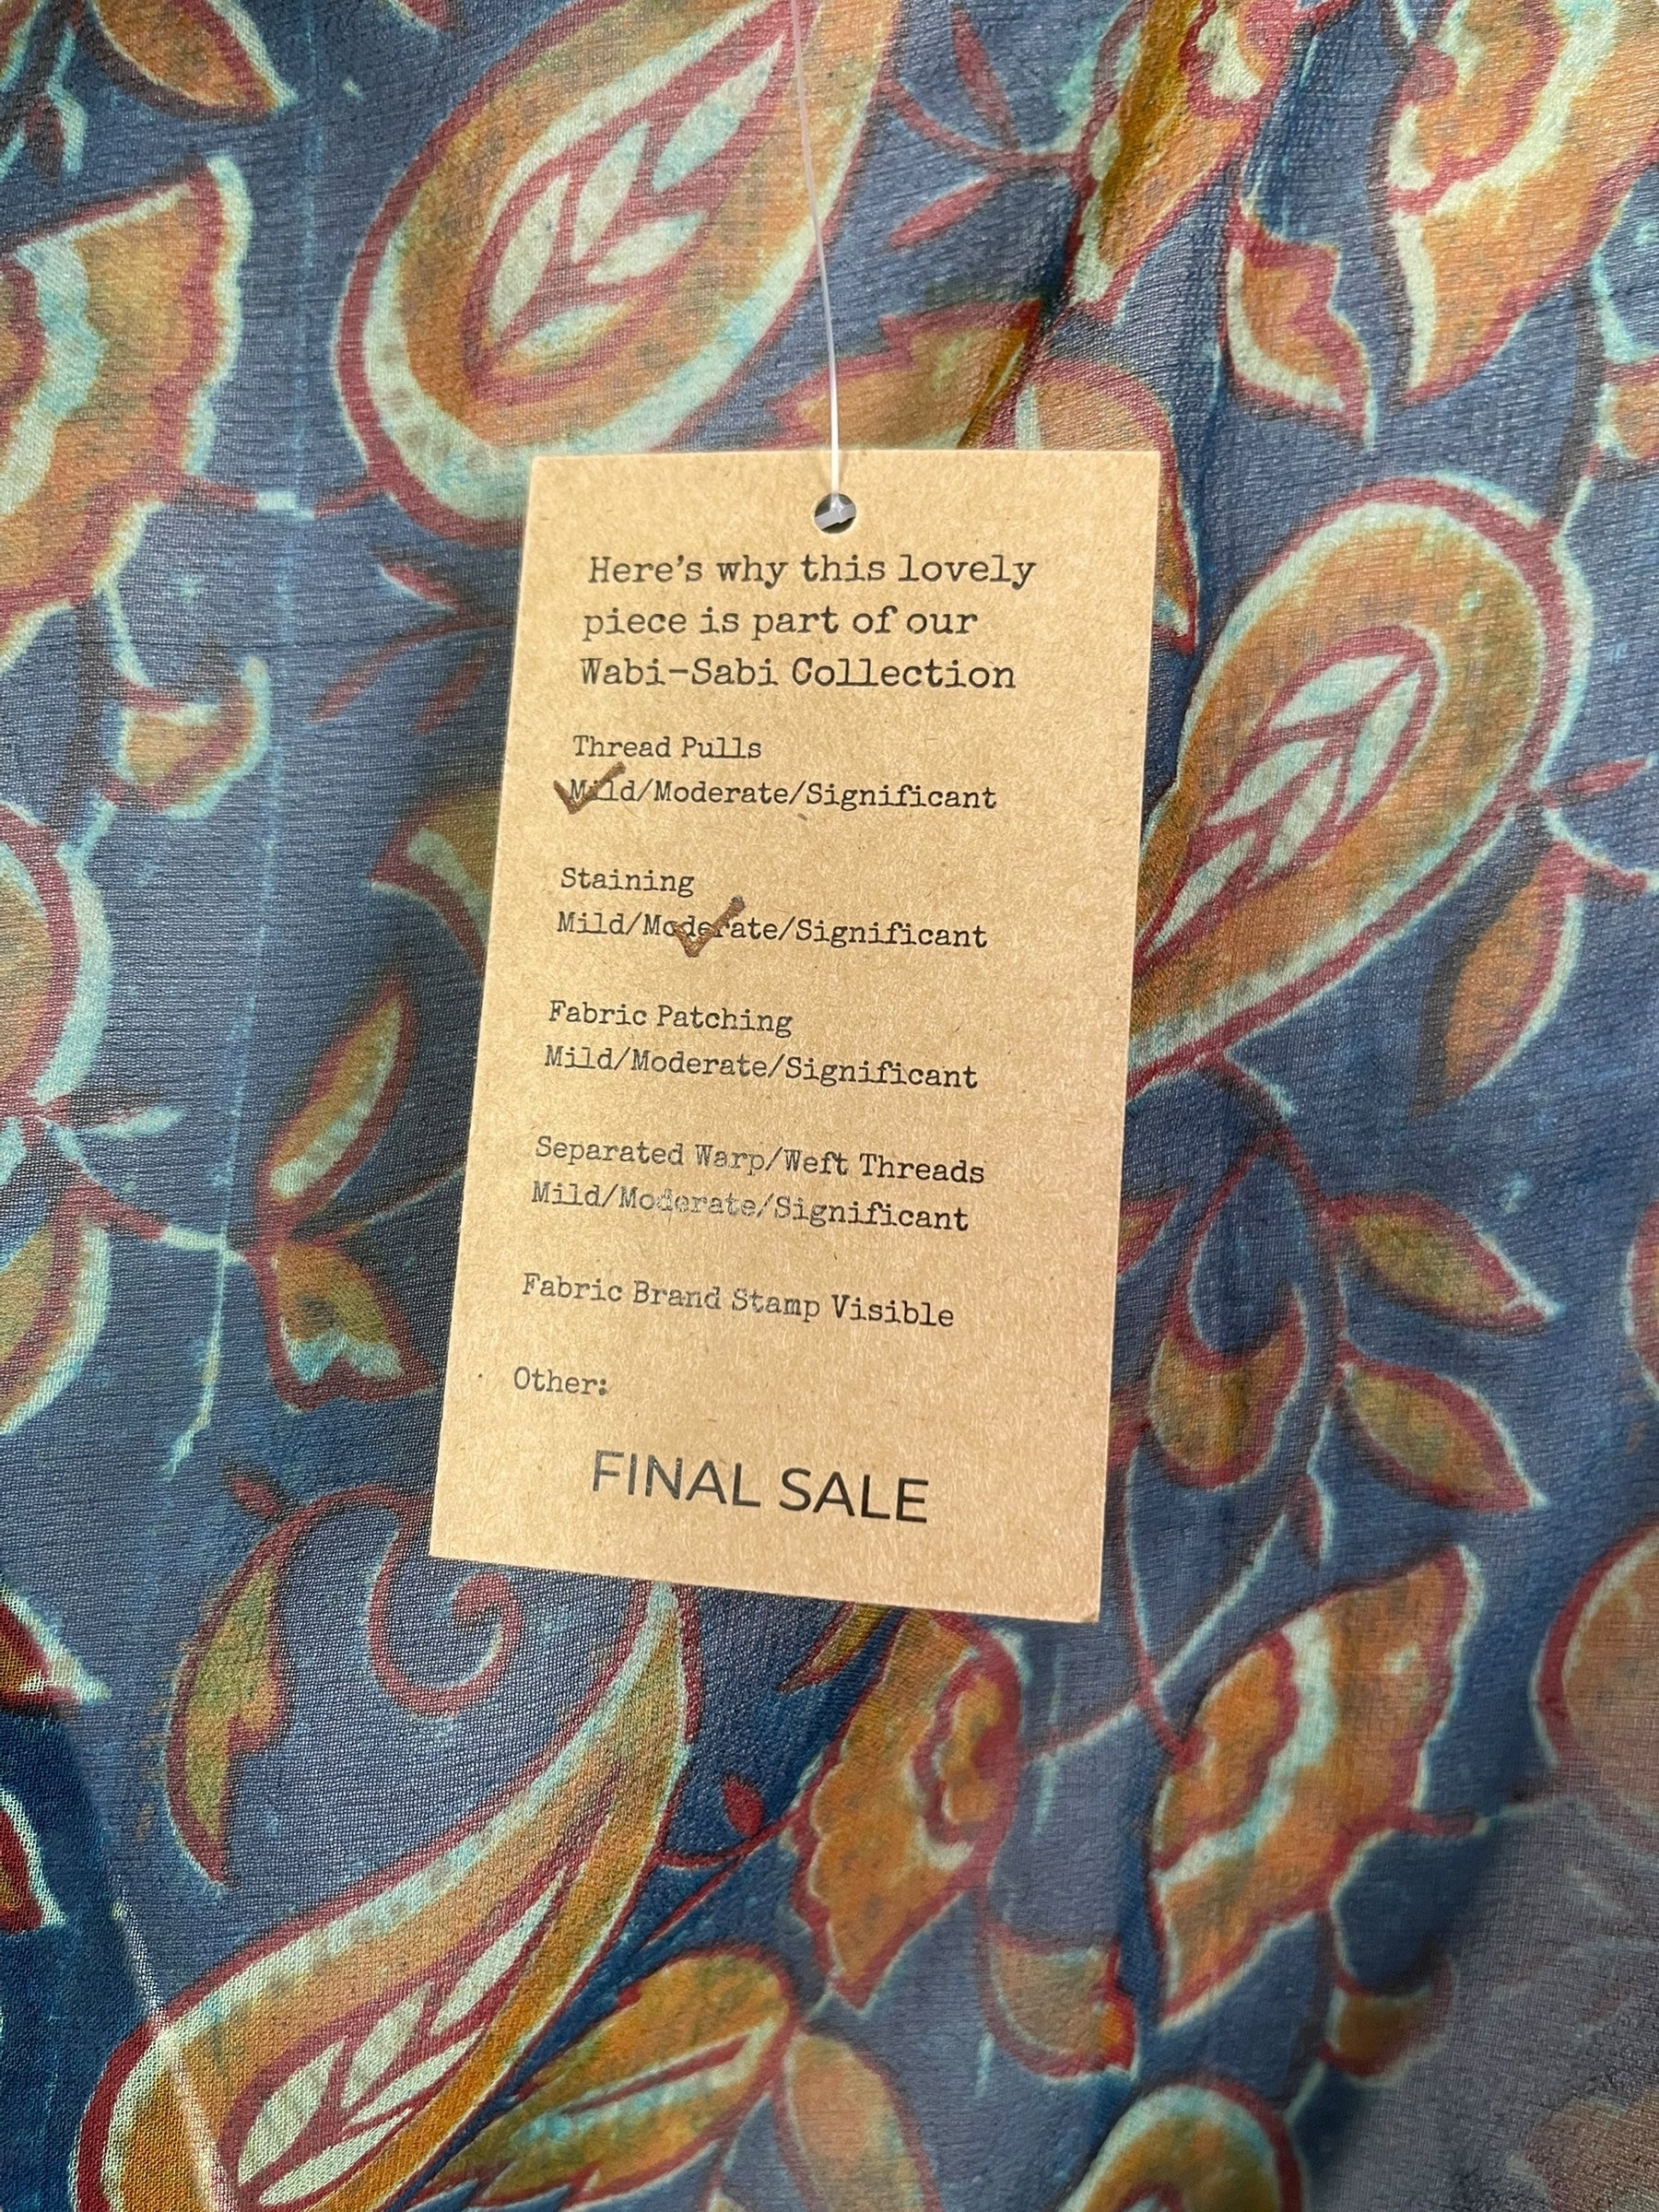 Here's why this lovely
piece is part of our
Wabi-Sabi Collection
Thread Pulls
Mild/Moderate/Significant
Staining
Mild/Moderate/Significant
Fabric Patching
Mild/Moderate/Significant
Separated Warp/Weft Threads
Mild/Moderate/Significant
Fabric Brand Stamp Visible
Other:
FINAL SALE